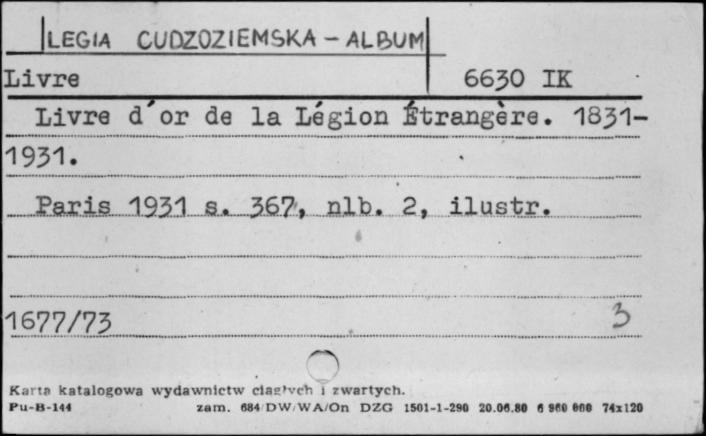 LEGIA CUDZOZIEMSKA - ALBUM
Livre 6630 IK
Livre d'or de la Légion Étrangère. 1831-
1931.
Paris 1931 s. 367, nlb. 2, ilustr.
1677/73 3
Karta katalogowa wydawnictw ciągłych i zwartych.
Pu-B-144 zam. 684/DW/WA/On DZG 1501-1-290 20.06.80 6 960 000 74x120